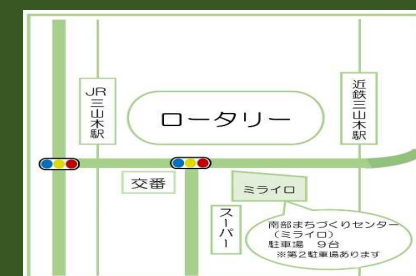 JR三山木駅
ロータリー
近鉄三山木駅
交番
ミライロ
スーパー
南部まちづくりセンター
（ミライロ）
駐車場　9台
※第2駐車場あります